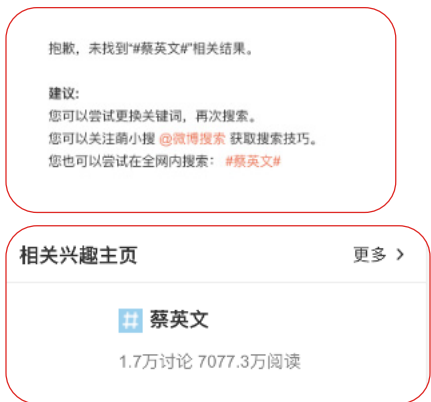 抱歉，未找到“#蔡英文#”相关结果。
建议:
您可以尝试更换关键词，再次搜索。
您可以关注萌小搜 @微博搜索 获取搜索技巧。
您也可以尝试在全网内搜索： #蔡英文#
相关兴趣主页 更多 >
# 蔡英文
1.7万讨论 7077.3万阅读